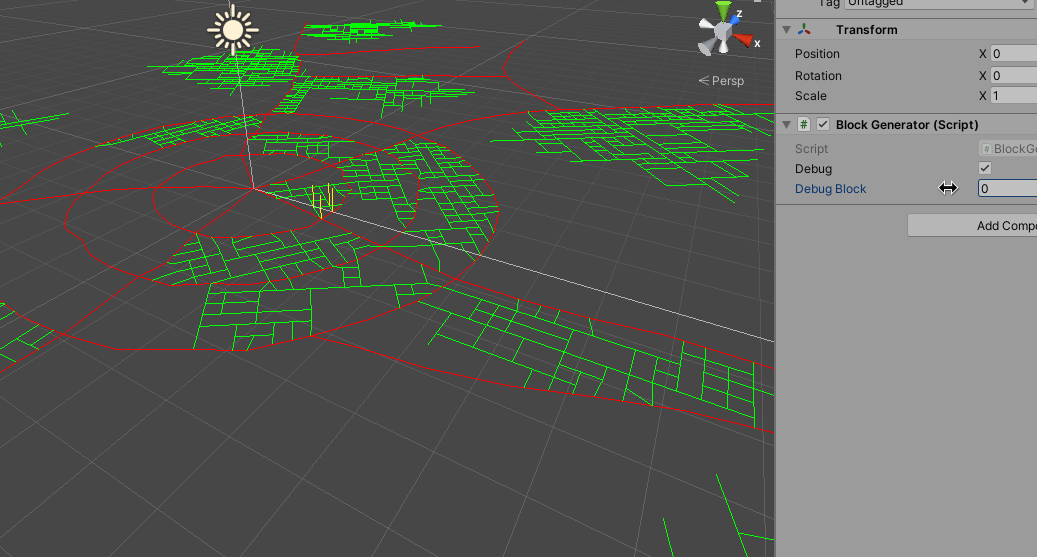 Tag Untagged
z
x
Persp
Transform
Position X 0
Rotation X 0
Scale X 1
# Block Generator (Script)
Script # BlockGe
Debug
Debug Block 0
Add Compo